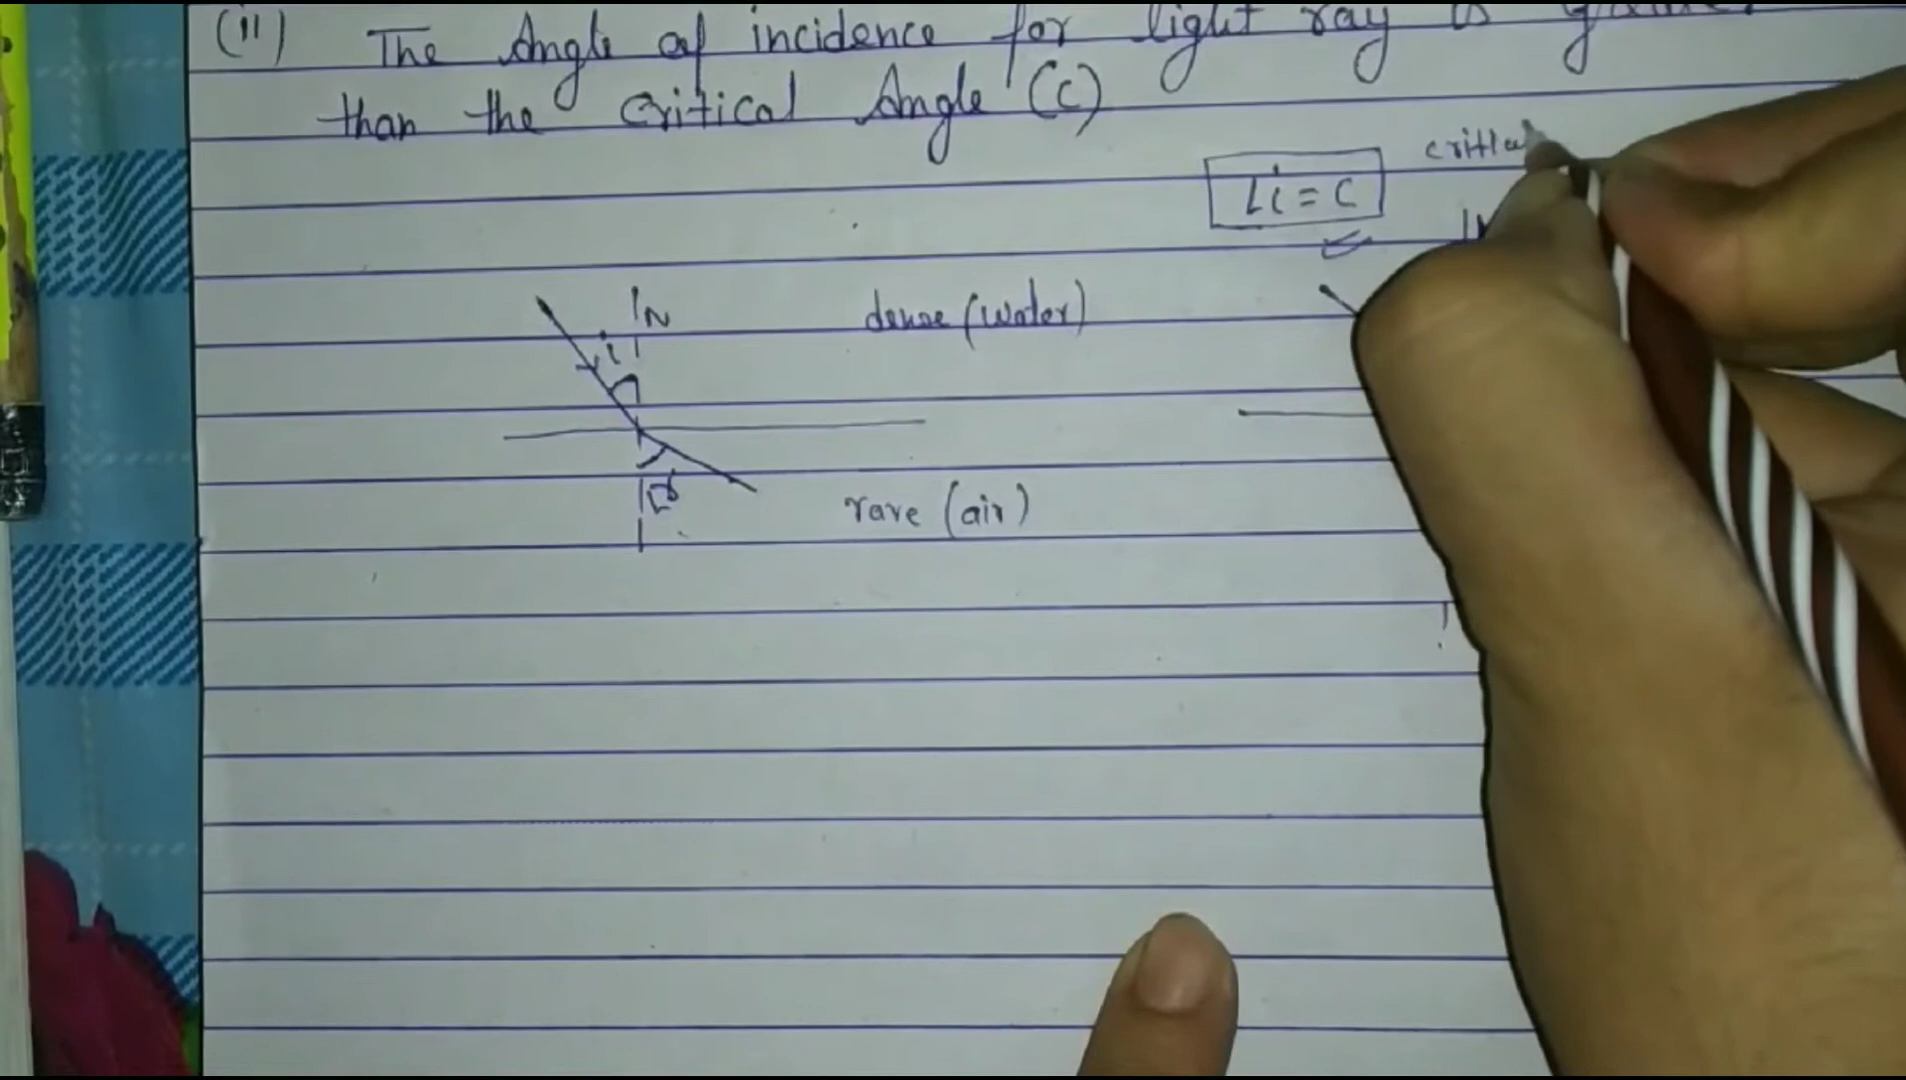 (ii) The Angle of incidence for light ray is
than the critical Angle (C)
∠i = C
N
i
dense (water)
r
rare (air)